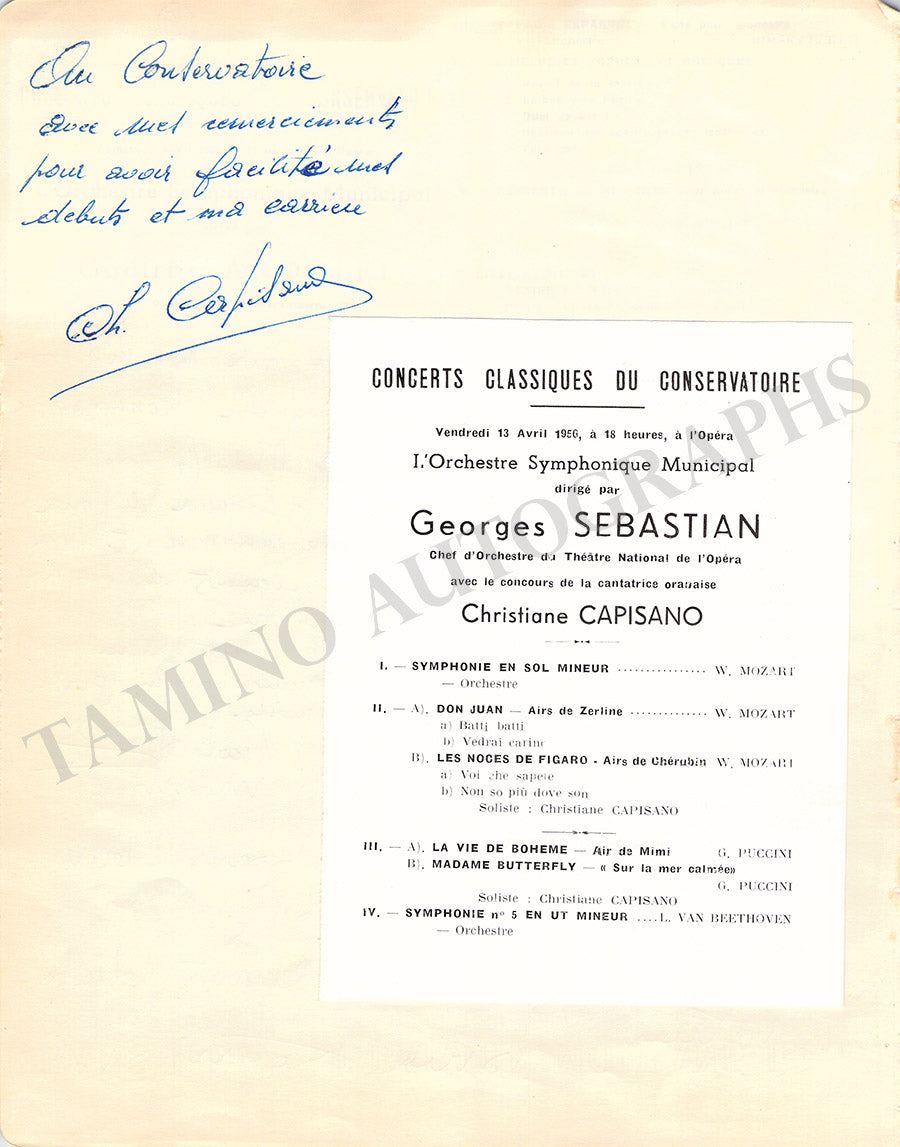 Au Conservatoire
avec mes remerciements
pour avoir facilité mes
debuts et ma carriere
Ch. Capisano
CONCERTS CLASSIQUES DU CONSERVATOIRE
Vendredi 13 Avril 1956, à 18 heures, à l'Opéra
L'Orchestre Symphonique Municipal
dirigé par
Georges SEBASTIAN
Chef d'Orchestre du Théâtre National de l'Opéra
avec le concours de la cantatrice oranaise
Christiane CAPISANO
I. — SYMPHONIE EN SOL MINEUR ................ W. MOZART
— Orchestre
II. — A). DON JUAN — Airs de Zerline .............. W. MOZART
a) Batti batti
b) Vedrai carino
B). LES NOCES DE FIGARO - Airs de Chérubin W. MOZART
a) Voi che sapete
b) Non so più dove son
Soliste : Christiane CAPISANO
III. — A). LA VIE DE BOHEME — Air de Mimi G. PUCCINI
B). MADAME BUTTERFLY — « Sur la mer calmée»
G. PUCCINI
Soliste : Christiane CAPISANO
IV. — SYMPHONIE nº 5 EN UT MINEUR ....L. VAN BEETHOVEN
— Orchestre
TAMINO AUTOGRAPHS